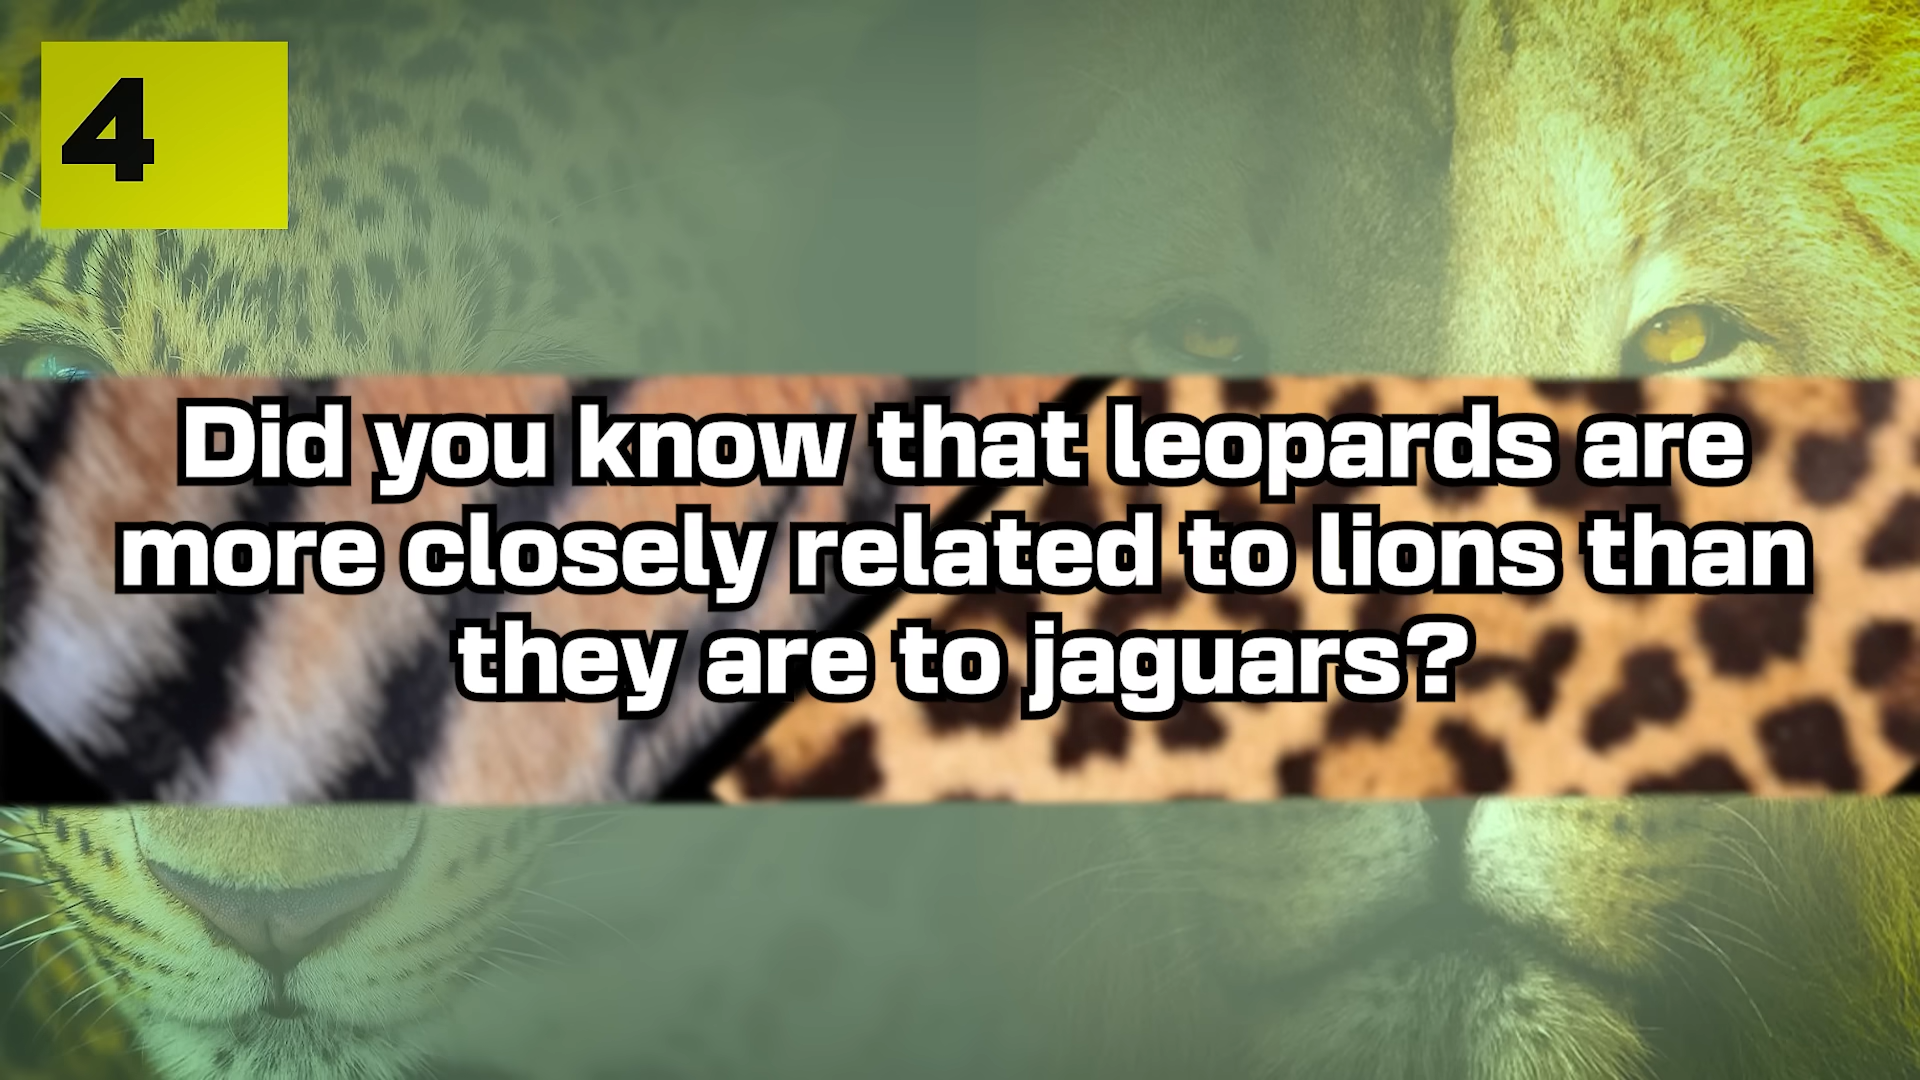 4
Did you know that leopards are
more closely related to lions than
they are to jaguars?